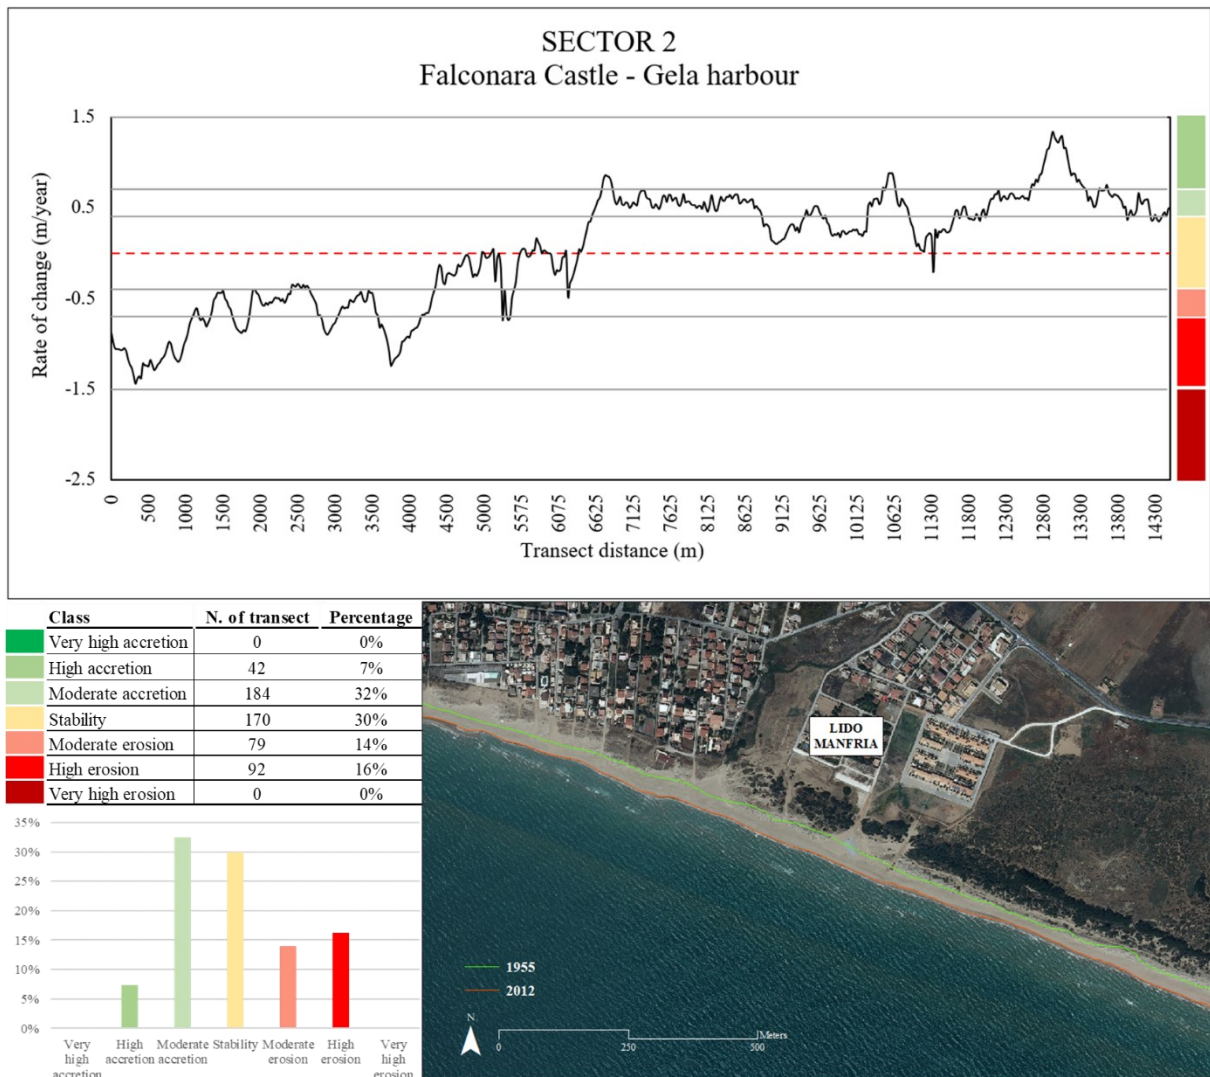 SECTOR 2
Falconara Castle - Gela harbour
Rate of change (m/year)
1.5
0.5
-0.5
-1.5
-2.5
0 500 1000 1500 2000 2500 3000 3500 4000 4500 5000 5575 6075 6625 7125 7625 8125 8625 9125 9625 10125 10625 11300 11800 12300 12800 13300 13800 14300
Transect distance (m)
Class N. of transect Percentage
Very high accretion 0 0%
High accretion 42 7%
Moderate accretion 184 32%
Stability 170 30%
Moderate erosion 79 14%
High erosion 92 16%
Very high erosion 0 0%
35%
30%
25%
20%
15%
10%
5%
0%
Very high accretion
High accretion
Moderate accretion
Stability
Moderate erosion
High erosion
Very high erosion
LIDO
MANFRIA
1955
2012
N
Meters
0 250 500